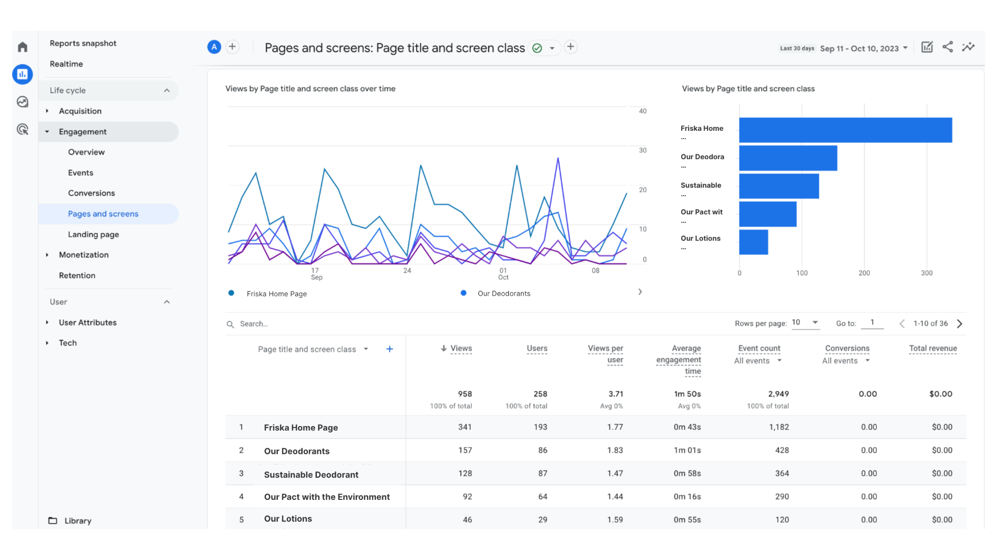 Reports snapshot
Realtime
Life cycle
Acquisition
Engagement
Overview
Events
Conversions
Pages and screens
Landing page
Monetization
Retention
User
User Attributes
Tech
Library
A
Pages and screens: Page title and screen class
Last 30 days Sep 11 - Oct 10, 2023
Views by Page title and screen class over time
40
30
20
10
0
17 Sep
24
01 Oct
08
Friska Home Page
Our Deodorants
Views by Page title and screen class
Friska Home
...
Our Deodora
...
Sustainable
...
Our Pact wit
...
Our Lotions
...
0 100 200 300
Search...
Rows per page: 10 Go to: 1 1-10 of 36
Page title and screen class
Views
Users
Views per user
Average engagement time
Event count
All events
Conversions
All events
Total revenue
958 258 3.71 1m 50s 2,949 0.00 $0.00
100% of total 100% of total Avg 0% Avg 0% 100% of total
1 Friska Home Page 341 193 1.77 0m 43s 1,182 0.00 $0.00
2 Our Deodorants 157 86 1.83 1m 01s 428 0.00 $0.00
3 Sustainable Deodorant 128 87 1.47 0m 58s 364 0.00 $0.00
4 Our Pact with the Environment 92 64 1.44 0m 16s 290 0.00 $0.00
5 Our Lotions 46 29 1.59 0m 55s 120 0.00 $0.00